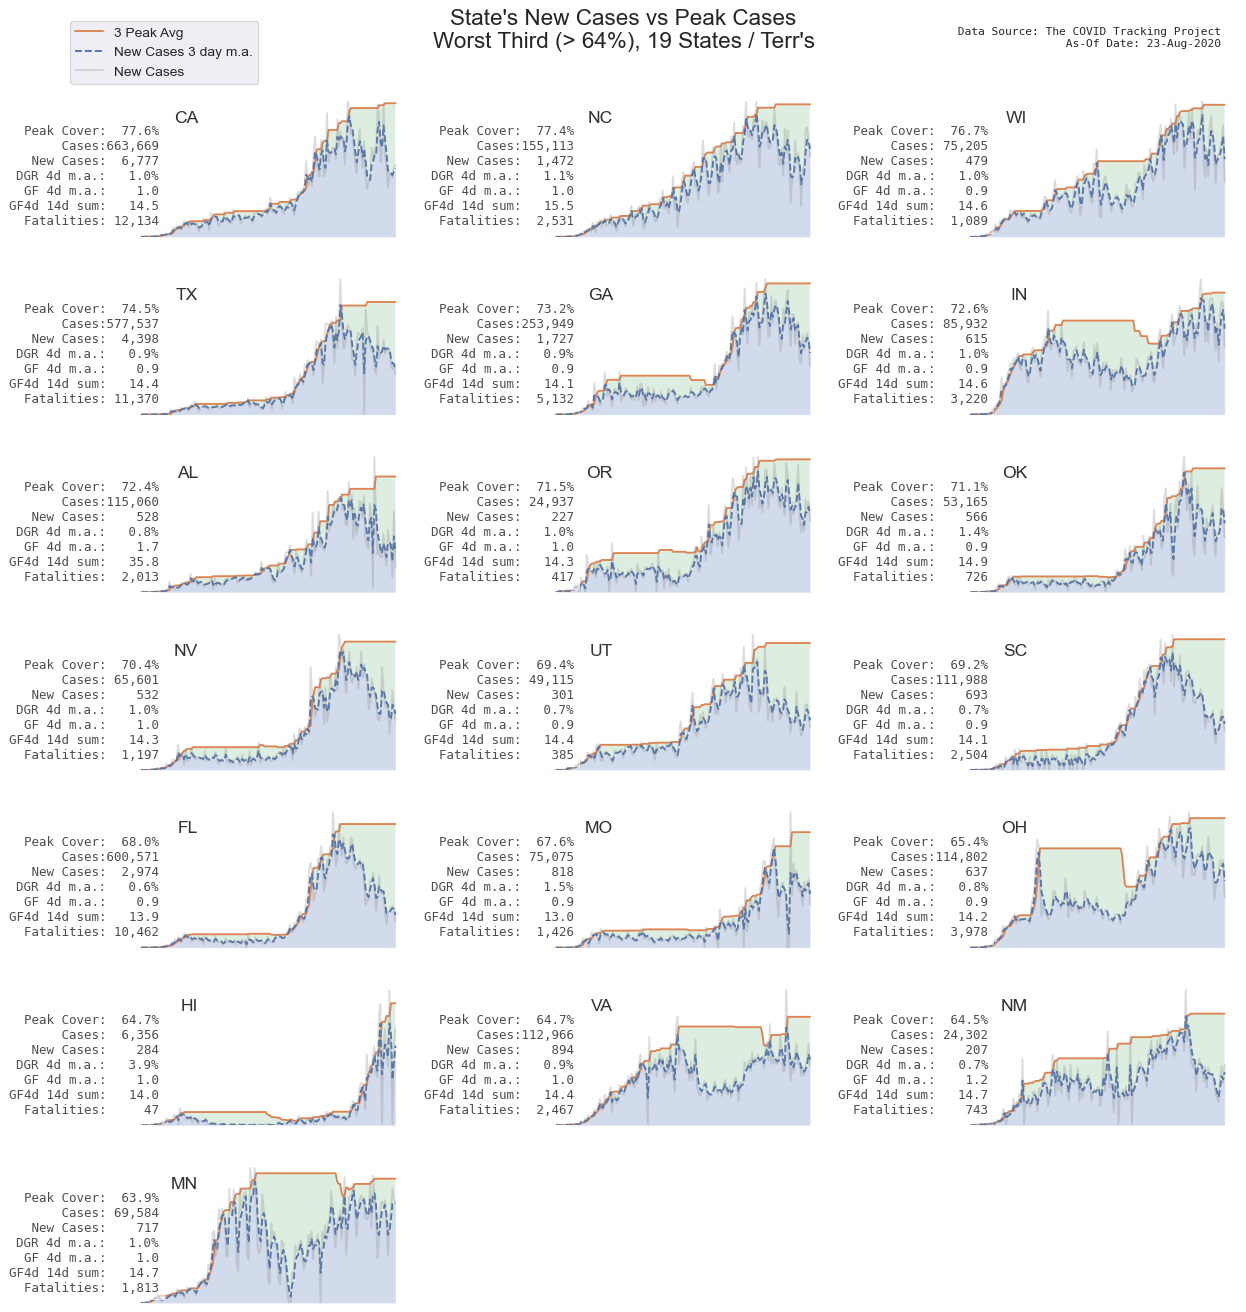 State's New Cases vs Peak Cases
Worst Third (> 64%), 19 States / Terr's
3 Peak Avg
New Cases 3 day m.a.
New Cases
Data Source: The COVID Tracking Project
As-Of Date: 23-Aug-2020
CA
Peak Cover: 77.6%
Cases:663,669
New Cases: 6,777
DGR 4d m.a.: 1.0%
GF 4d m.a.: 1.0
GF4d 14d sum: 14.5
Fatalities: 12,134
NC
Peak Cover: 77.4%
Cases:155,113
New Cases: 1,472
DGR 4d m.a.: 1.1%
GF 4d m.a.: 1.0
GF4d 14d sum: 15.5
Fatalities: 2,531
WI
Peak Cover: 76.7%
Cases: 75,205
New Cases: 479
DGR 4d m.a.: 1.0%
GF 4d m.a.: 0.9
GF4d 14d sum: 14.6
Fatalities: 1,089
TX
Peak Cover: 74.5%
Cases:577,537
New Cases: 4,398
DGR 4d m.a.: 0.9%
GF 4d m.a.: 0.9
GF4d 14d sum: 14.4
Fatalities: 11,370
GA
Peak Cover: 73.2%
Cases:253,949
New Cases: 1,727
DGR 4d m.a.: 0.9%
GF 4d m.a.: 0.9
GF4d 14d sum: 14.1
Fatalities: 5,132
IN
Peak Cover: 72.6%
Cases: 85,932
New Cases: 615
DGR 4d m.a.: 1.0%
GF 4d m.a.: 0.9
GF4d 14d sum: 14.6
Fatalities: 3,220
AL
Peak Cover: 72.4%
Cases:115,060
New Cases: 528
DGR 4d m.a.: 0.8%
GF 4d m.a.: 1.7
GF4d 14d sum: 35.8
Fatalities: 2,013
OR
Peak Cover: 71.5%
Cases: 24,937
New Cases: 227
DGR 4d m.a.: 1.0%
GF 4d m.a.: 1.0
GF4d 14d sum: 14.3
Fatalities: 417
OK
Peak Cover: 71.1%
Cases: 53,165
New Cases: 566
DGR 4d m.a.: 1.4%
GF 4d m.a.: 0.9
GF4d 14d sum: 14.9
Fatalities: 726
NV
Peak Cover: 70.4%
Cases: 65,601
New Cases: 532
DGR 4d m.a.: 1.0%
GF 4d m.a.: 1.0
GF4d 14d sum: 14.3
Fatalities: 1,197
UT
Peak Cover: 69.4%
Cases: 49,115
New Cases: 301
DGR 4d m.a.: 0.7%
GF 4d m.a.: 0.9
GF4d 14d sum: 14.4
Fatalities: 385
SC
Peak Cover: 69.2%
Cases:111,988
New Cases: 693
DGR 4d m.a.: 0.7%
GF 4d m.a.: 0.9
GF4d 14d sum: 14.1
Fatalities: 2,504
FL
Peak Cover: 68.0%
Cases:600,571
New Cases: 2,974
DGR 4d m.a.: 0.6%
GF 4d m.a.: 0.9
GF4d 14d sum: 13.9
Fatalities: 10,462
MO
Peak Cover: 67.6%
Cases: 75,075
New Cases: 818
DGR 4d m.a.: 1.5%
GF 4d m.a.: 0.9
GF4d 14d sum: 13.0
Fatalities: 1,426
OH
Peak Cover: 65.4%
Cases:114,802
New Cases: 637
DGR 4d m.a.: 0.8%
GF 4d m.a.: 0.9
GF4d 14d sum: 14.2
Fatalities: 3,978
HI
Peak Cover: 64.7%
Cases: 6,356
New Cases: 284
DGR 4d m.a.: 3.9%
GF 4d m.a.: 1.0
GF4d 14d sum: 14.0
Fatalities: 47
VA
Peak Cover: 64.7%
Cases:112,966
New Cases: 894
DGR 4d m.a.: 0.9%
GF 4d m.a.: 1.0
GF4d 14d sum: 14.4
Fatalities: 2,467
NM
Peak Cover: 64.5%
Cases: 24,302
New Cases: 207
DGR 4d m.a.: 0.7%
GF 4d m.a.: 1.2
GF4d 14d sum: 14.7
Fatalities: 743
MN
Peak Cover: 63.9%
Cases: 69,584
New Cases: 717
DGR 4d m.a.: 1.0%
GF 4d m.a.: 1.0
GF4d 14d sum: 14.7
Fatalities: 1,813